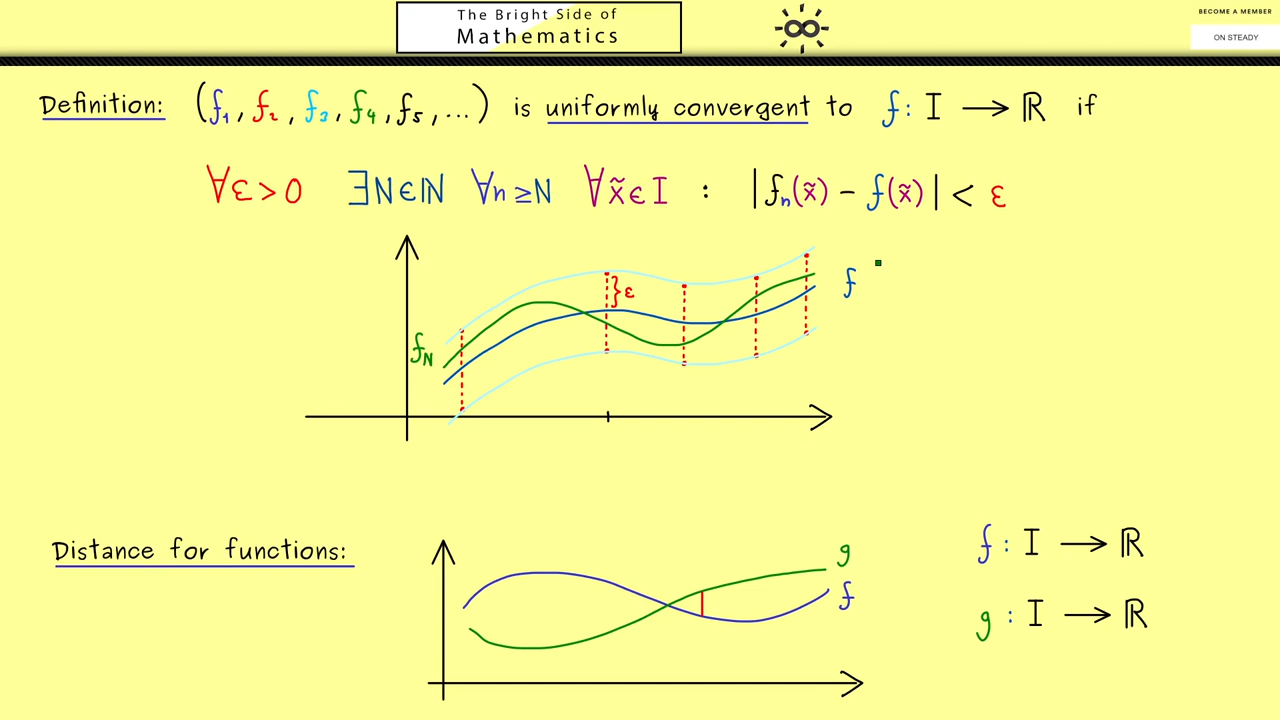 The Bright Side of
Mathematics
BECOME A MEMBER
ON STEADY
Definition: (f₁, f₂, f₃, f₄, f₅, ...) is uniformly convergent to f: I → ℝ if
∀ε>0 ∃N∈ℕ ∀n≥N ∀x̃∈I : |fₙ(x̃) − f(x̃)| < ε
}ε
f
f_N
Distance for functions:
g
f
f : I → ℝ
g : I → ℝ